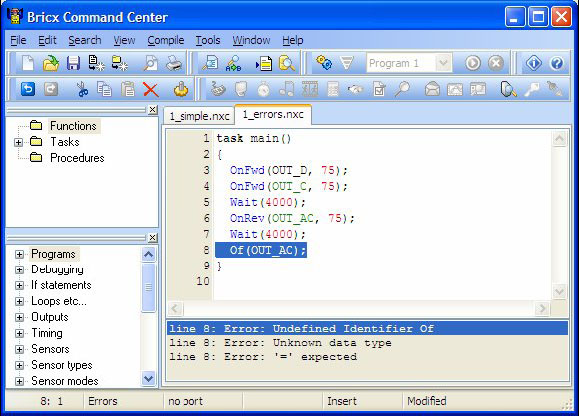 Bricx Command Center
File Edit Search View Compile Tools Window Help
Program 1
Functions
Tasks
Procedures
Programs
Debugging
If statements
Loops etc...
Outputs
Timing
Sensors
Sensor types
Sensor modes
1_simple.nxc 1_errors.nxc
1 task main()
2 {
3 OnFwd(OUT_D, 75);
4 OnFwd(OUT_C, 75);
5 Wait(4000);
6 OnRev(OUT_AC, 75);
7 Wait(4000);
8 Of(OUT_AC);
9 }
10
line 8: Error: Undefined Identifier Of
line 8: Error: Unknown data type
line 8: Error: '=' expected
8: 1 Errors no port Insert Modified